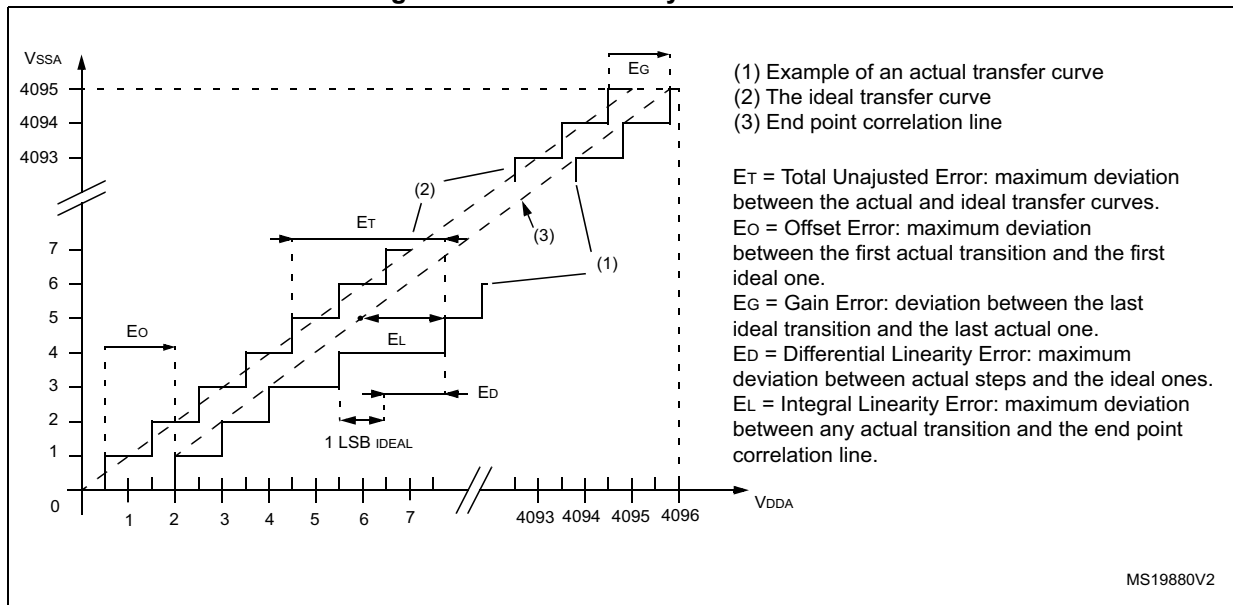 VSSA
EG
4095
4094
4093
(2)
ET
(3)
7
(1)
6
EO
5
EL
4
3
ED
2
1 LSB IDEAL
1
0
1 2 3 4 5 6 7 4093 4094 4095 4096
VDDA
(1) Example of an actual transfer curve
(2) The ideal transfer curve
(3) End point correlation line
ET = Total Unajusted Error: maximum deviation
between the actual and ideal transfer curves.
EO = Offset Error: maximum deviation
between the first actual transition and the first
ideal one.
EG = Gain Error: deviation between the last
ideal transition and the last actual one.
ED = Differential Linearity Error: maximum
deviation between actual steps and the ideal ones.
EL = Integral Linearity Error: maximum deviation
between any actual transition and the end point
correlation line.
MS19880V2